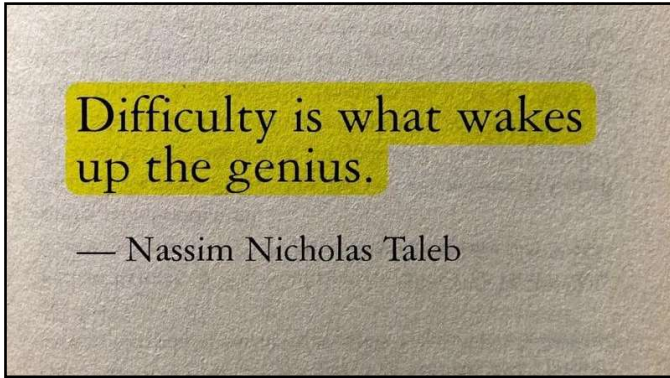 Difficulty is what wakes
up the genius.
— Nassim Nicholas Taleb